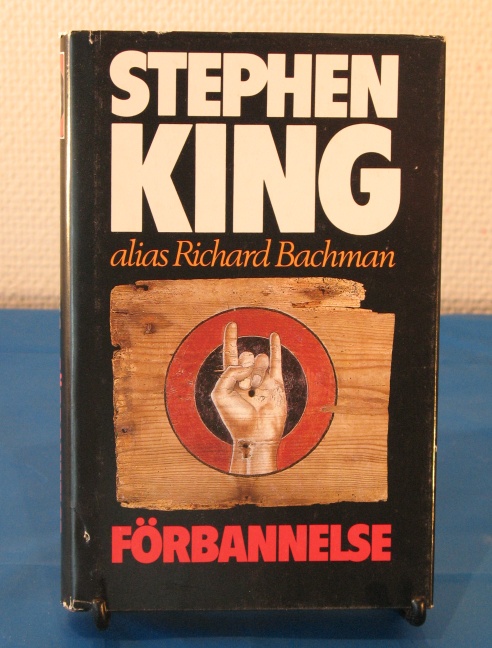 STEPHEN
KING
alias Richard Bachman
FÖRBANNELSE